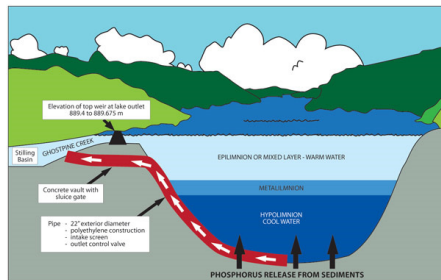 Elevation of top weir at lake outlet
889.4 to 889.675 m
GHOSTPINE CREEK
Stilling
Basin
EPILIMNION OR MIXED LAYER - WARM WATER
Concrete vault with
sluice gate
METALIMNION
HYPOLIMNION
COOL WATER
Pipe - 22" exterior diameter
- polyethylene construction
- intake screen
- outlet control valve
PHOSPHORUS RELEASE FROM SEDIMENTS